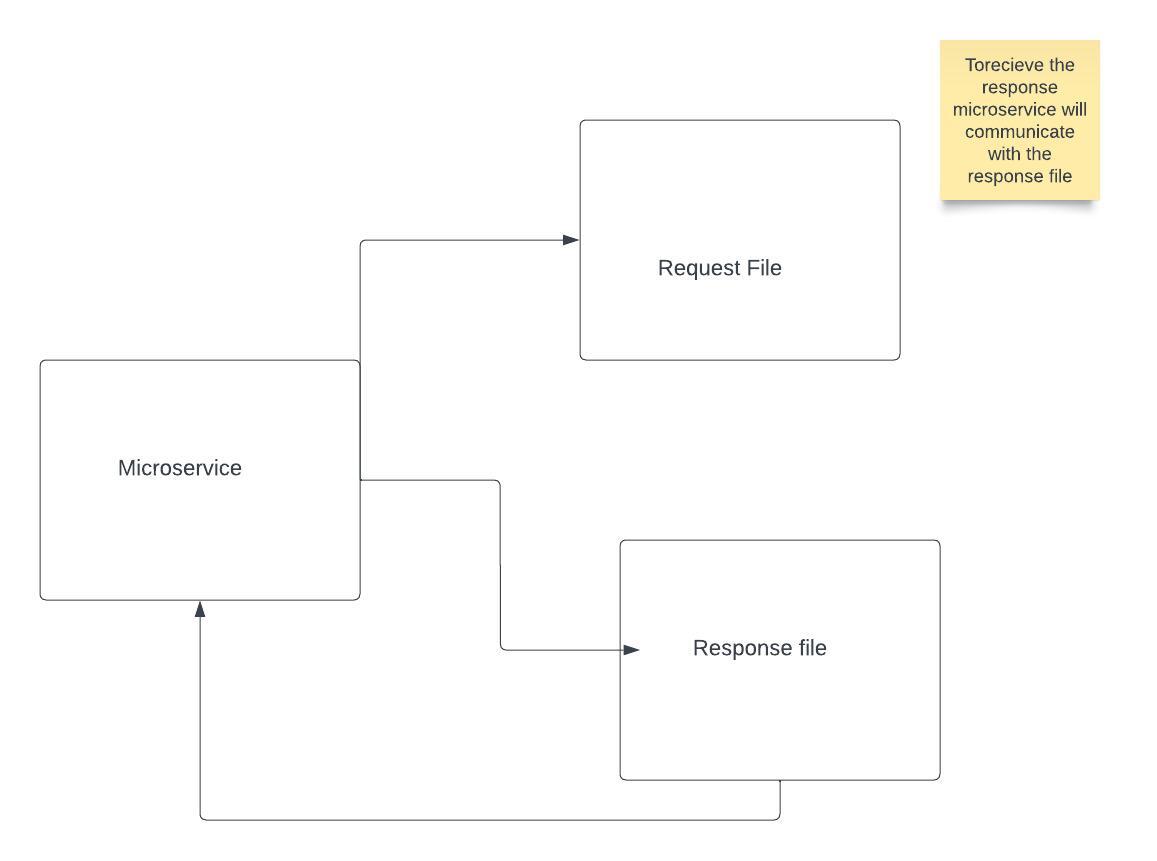 Torecieve the
response
microservice will
communicate
with the
response file
Request File
Microservice
Response file